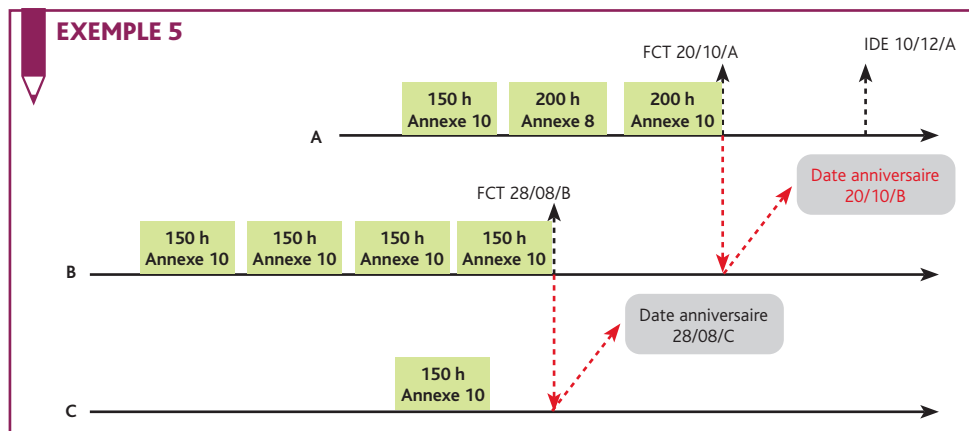 EXEMPLE 5
FCT 20/10/A
IDE 10/12/A
150 h
Annexe 10
200 h
Annexe 8
200 h
Annexe 10
A
Date anniversaire
20/10/B
FCT 28/08/B
150 h
Annexe 10
150 h
Annexe 10
150 h
Annexe 10
150 h
Annexe 10
B
Date anniversaire
28/08/C
150 h
Annexe 10
C